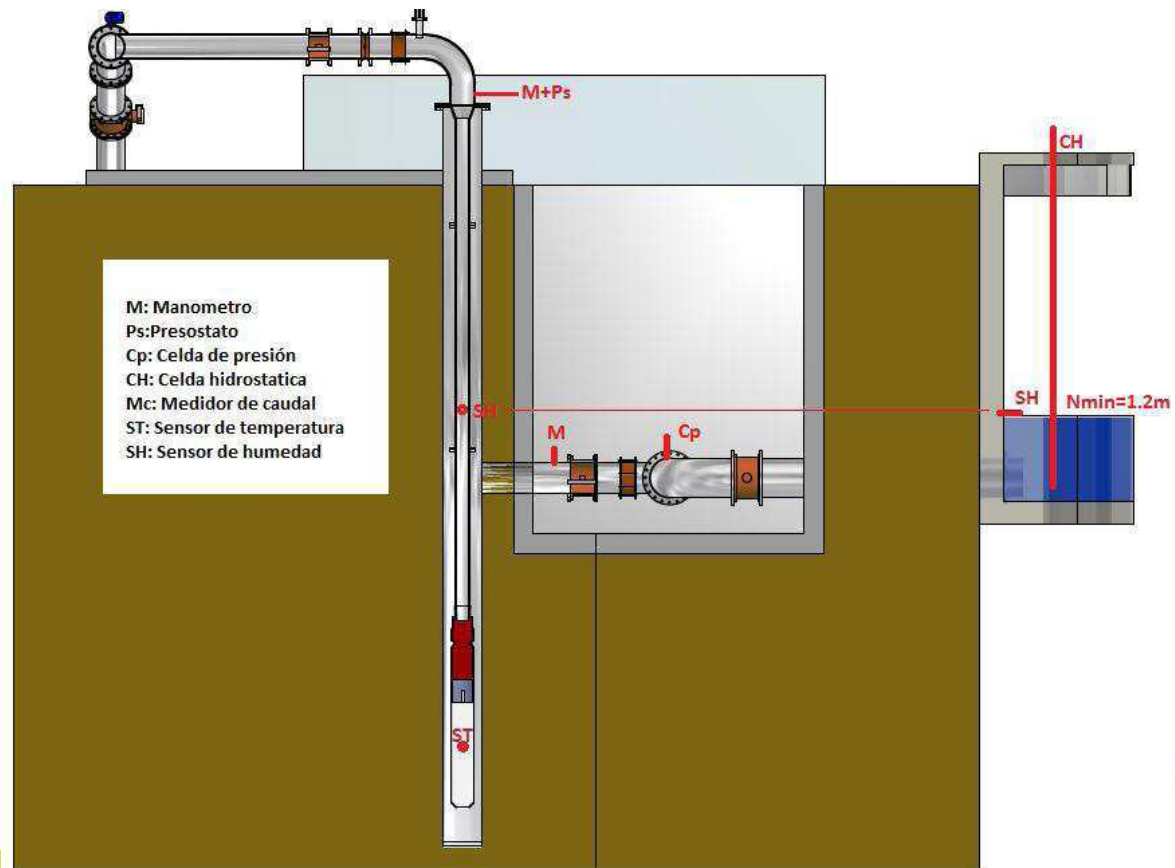 M+Ps
CH
M: Manometro
Ps:Presostato
Cp: Celda de presión
CH: Celda hidrostatica
Mc: Medidor de caudal
ST: Sensor de temperatura
SH: Sensor de humedad
SH
SH
Nmin=1.2m
M
Cp
ST